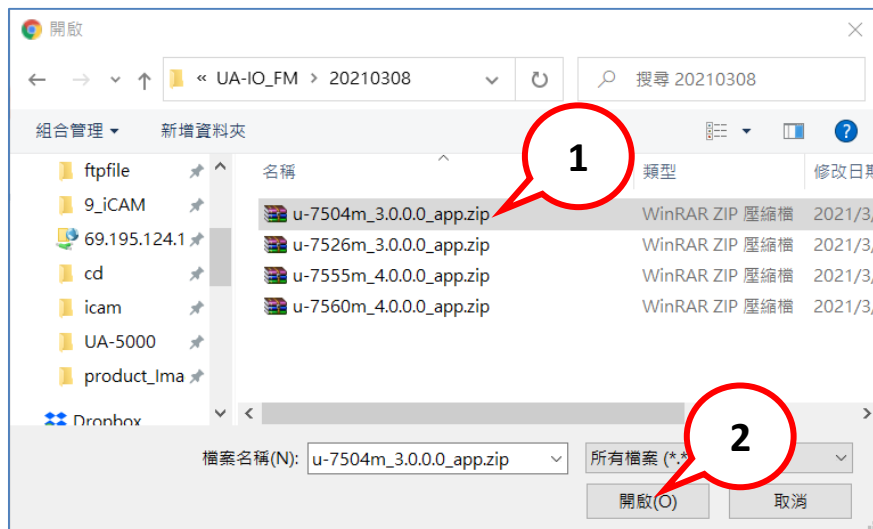 開啟
« UA-IO_FM > 20210308
搜尋 20210308
組合管理
新增資料夾
ftpfile
9_iCAM
69.195.124.1
cd
icam
UA-5000
product_Ima
Dropbox
名稱
類型
修改日期
u-7504m_3.0.0.0_app.zip WinRAR ZIP 壓縮檔 2021/3/
u-7526m_3.0.0.0_app.zip WinRAR ZIP 壓縮檔 2021/3/
u-7555m_4.0.0.0_app.zip WinRAR ZIP 壓縮檔 2021/3/
u-7560m_4.0.0.0_app.zip WinRAR ZIP 壓縮檔 2021/3/
1
檔案名稱(N): u-7504m_3.0.0.0_app.zip
所有檔案 (*.*
2
開啟(O)
取消